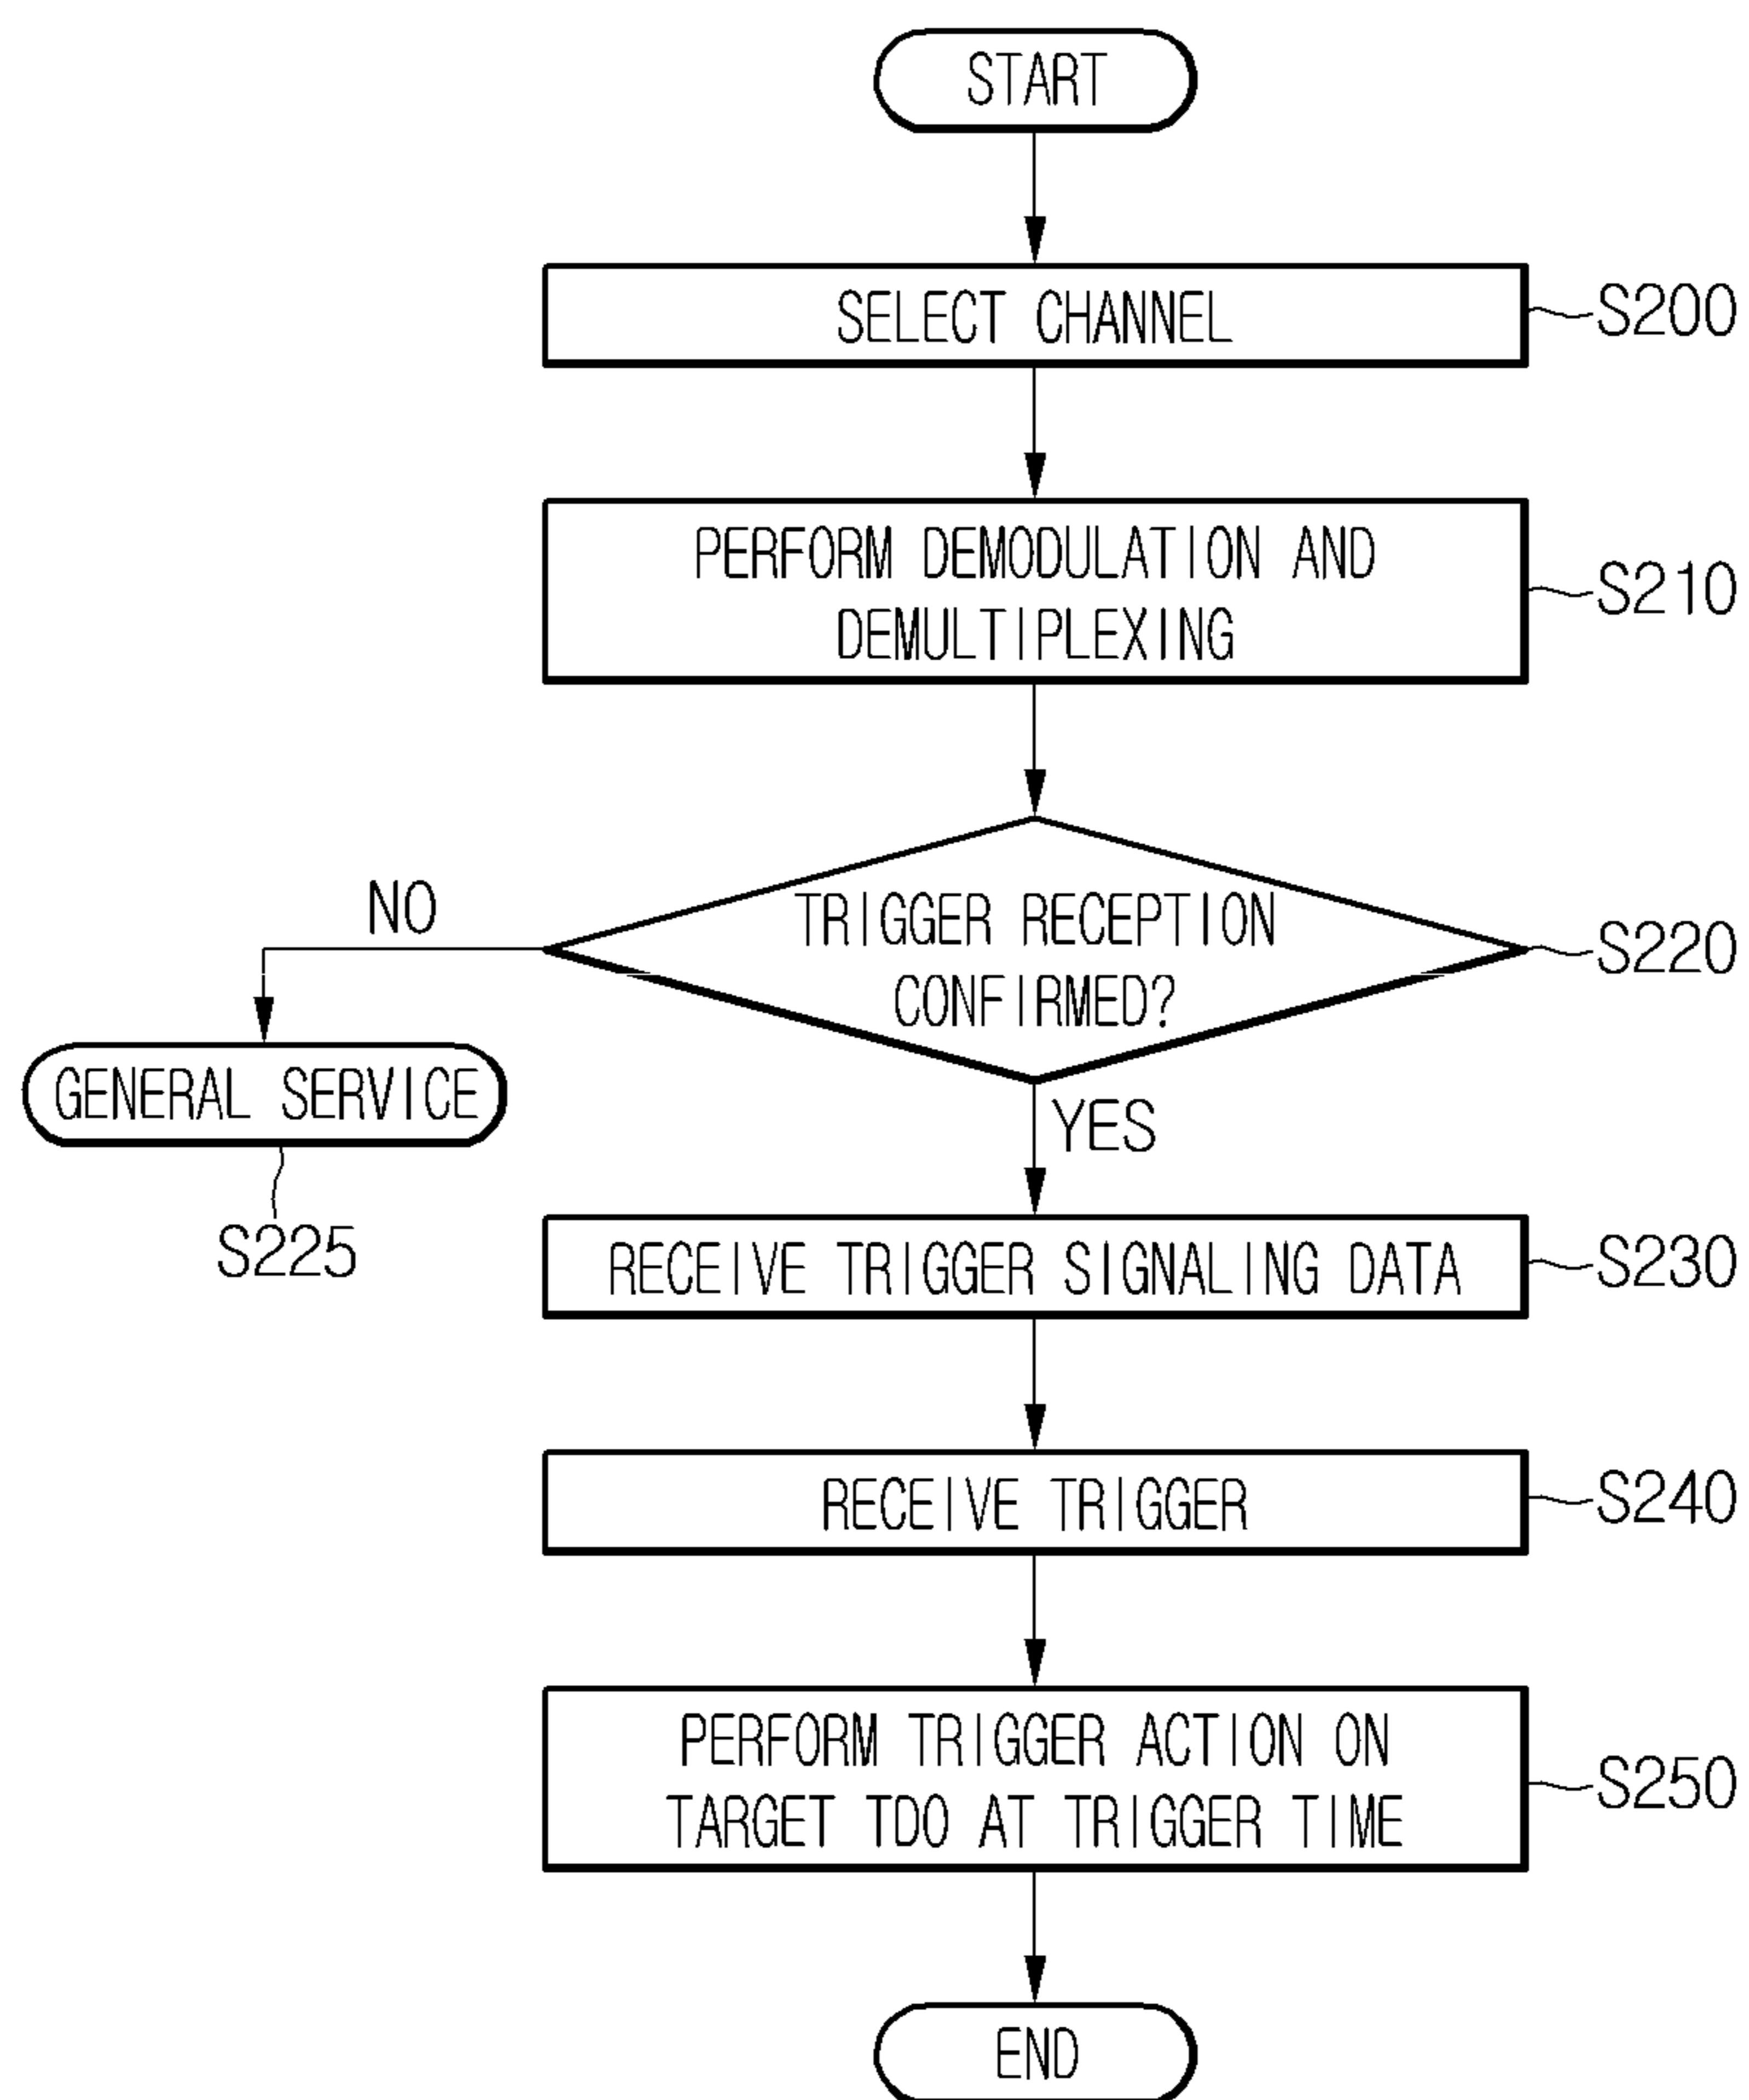 START
SELECT CHANNEL
S200
PERFORM DEMODULATION AND
DEMULTIPLEXING
S210
TRIGGER RECEPTION
CONFIRMED?
S220
NO
GENERAL SERVICE
S225
YES
RECEIVE TRIGGER SIGNALING DATA
S230
RECEIVE TRIGGER
S240
PERFORM TRIGGER ACTION ON
TARGET TDO AT TRIGGER TIME
S250
END